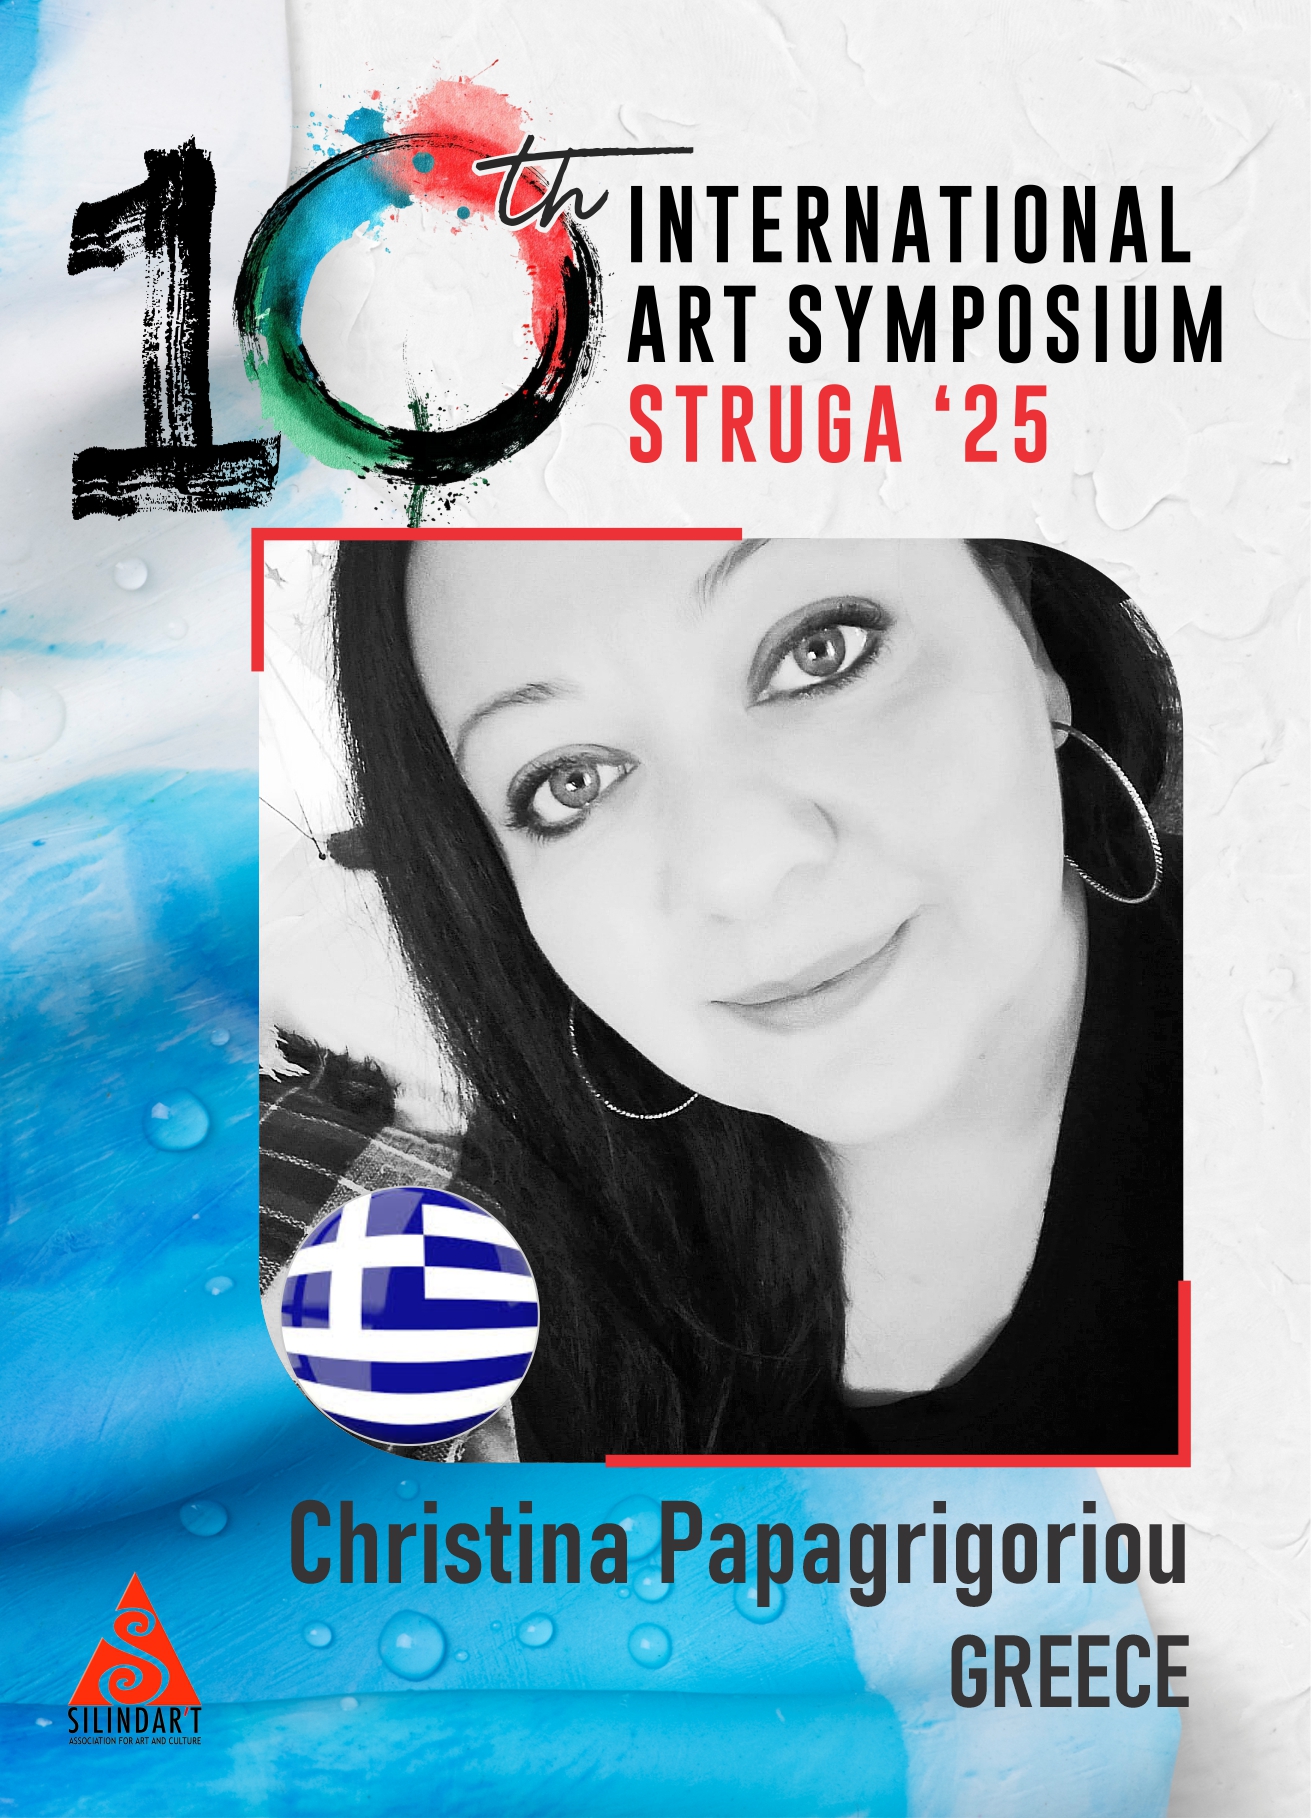 10th
INTERNATIONAL
ART SYMPOSIUM
STRUGA ‘25
Christina Papagrigoriou
GREECE
SILINDAR'T
ASSOCIATION FOR ART AND CULTURE